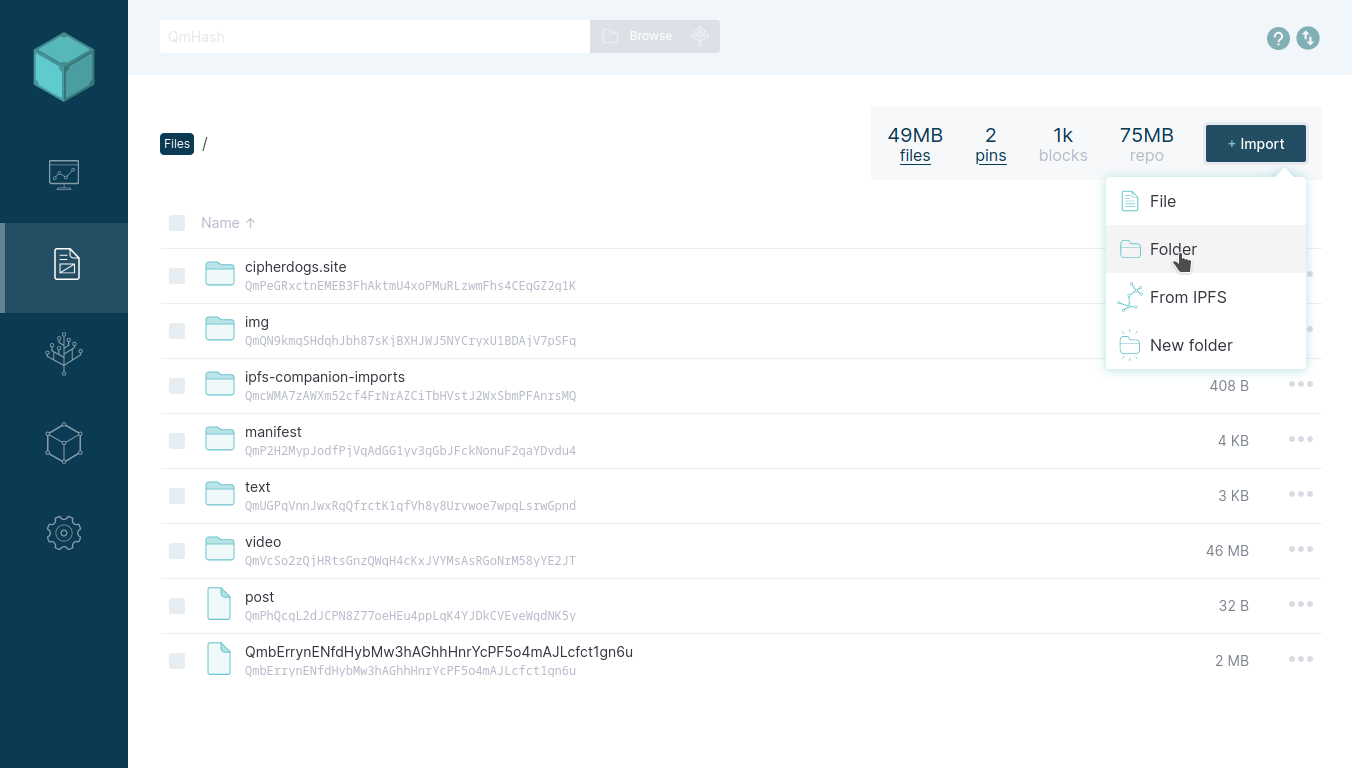 QmHash
Browse
?
Files /
49MB
files
2
pins
1k
blocks
75MB
repo
+ Import
File
Folder
From IPFS
New folder
Name ↑
cipherdogs.site
QmPeGRxctnEMEB3FhAktmU4xoPMuRLzwmFhs4CEqGZ2q1K
img
QmQN9kmqSHdqhJbh87sKjBXHJWJ5NYCryxU1BDAjV7pSFq
ipfs-companion-imports
QmcWMA7zAWXm52cf4FrNrAZCiTbHVstJ2WxSbmPFAnrsMQ
408 B
manifest
QmP2H2MypJodfPjVqAdGG1yv3qGbJFckNonuF2qaYDvdu4
4 KB
text
QmUGPqVnnJwxRqQfrctK1qfVh8y8Urvwoe7wpqLsrwGpnd
3 KB
video
QmVcSo2zQjHRtsGnzQWqH4cKxJVYMsAsRGoNrM58yYE2JT
46 MB
post
QmPhQcqL2dJCPN8Z77oeHEu4ppLqK4YJDkCVEveWqdNK5y
32 B
QmbErrynENfdHybMw3hAGhhHnrYcPF5o4mAJLcfct1gn6u
QmbErrynENfdHybMw3hAGhhHnrYcPF5o4mAJLcfct1gn6u
2 MB